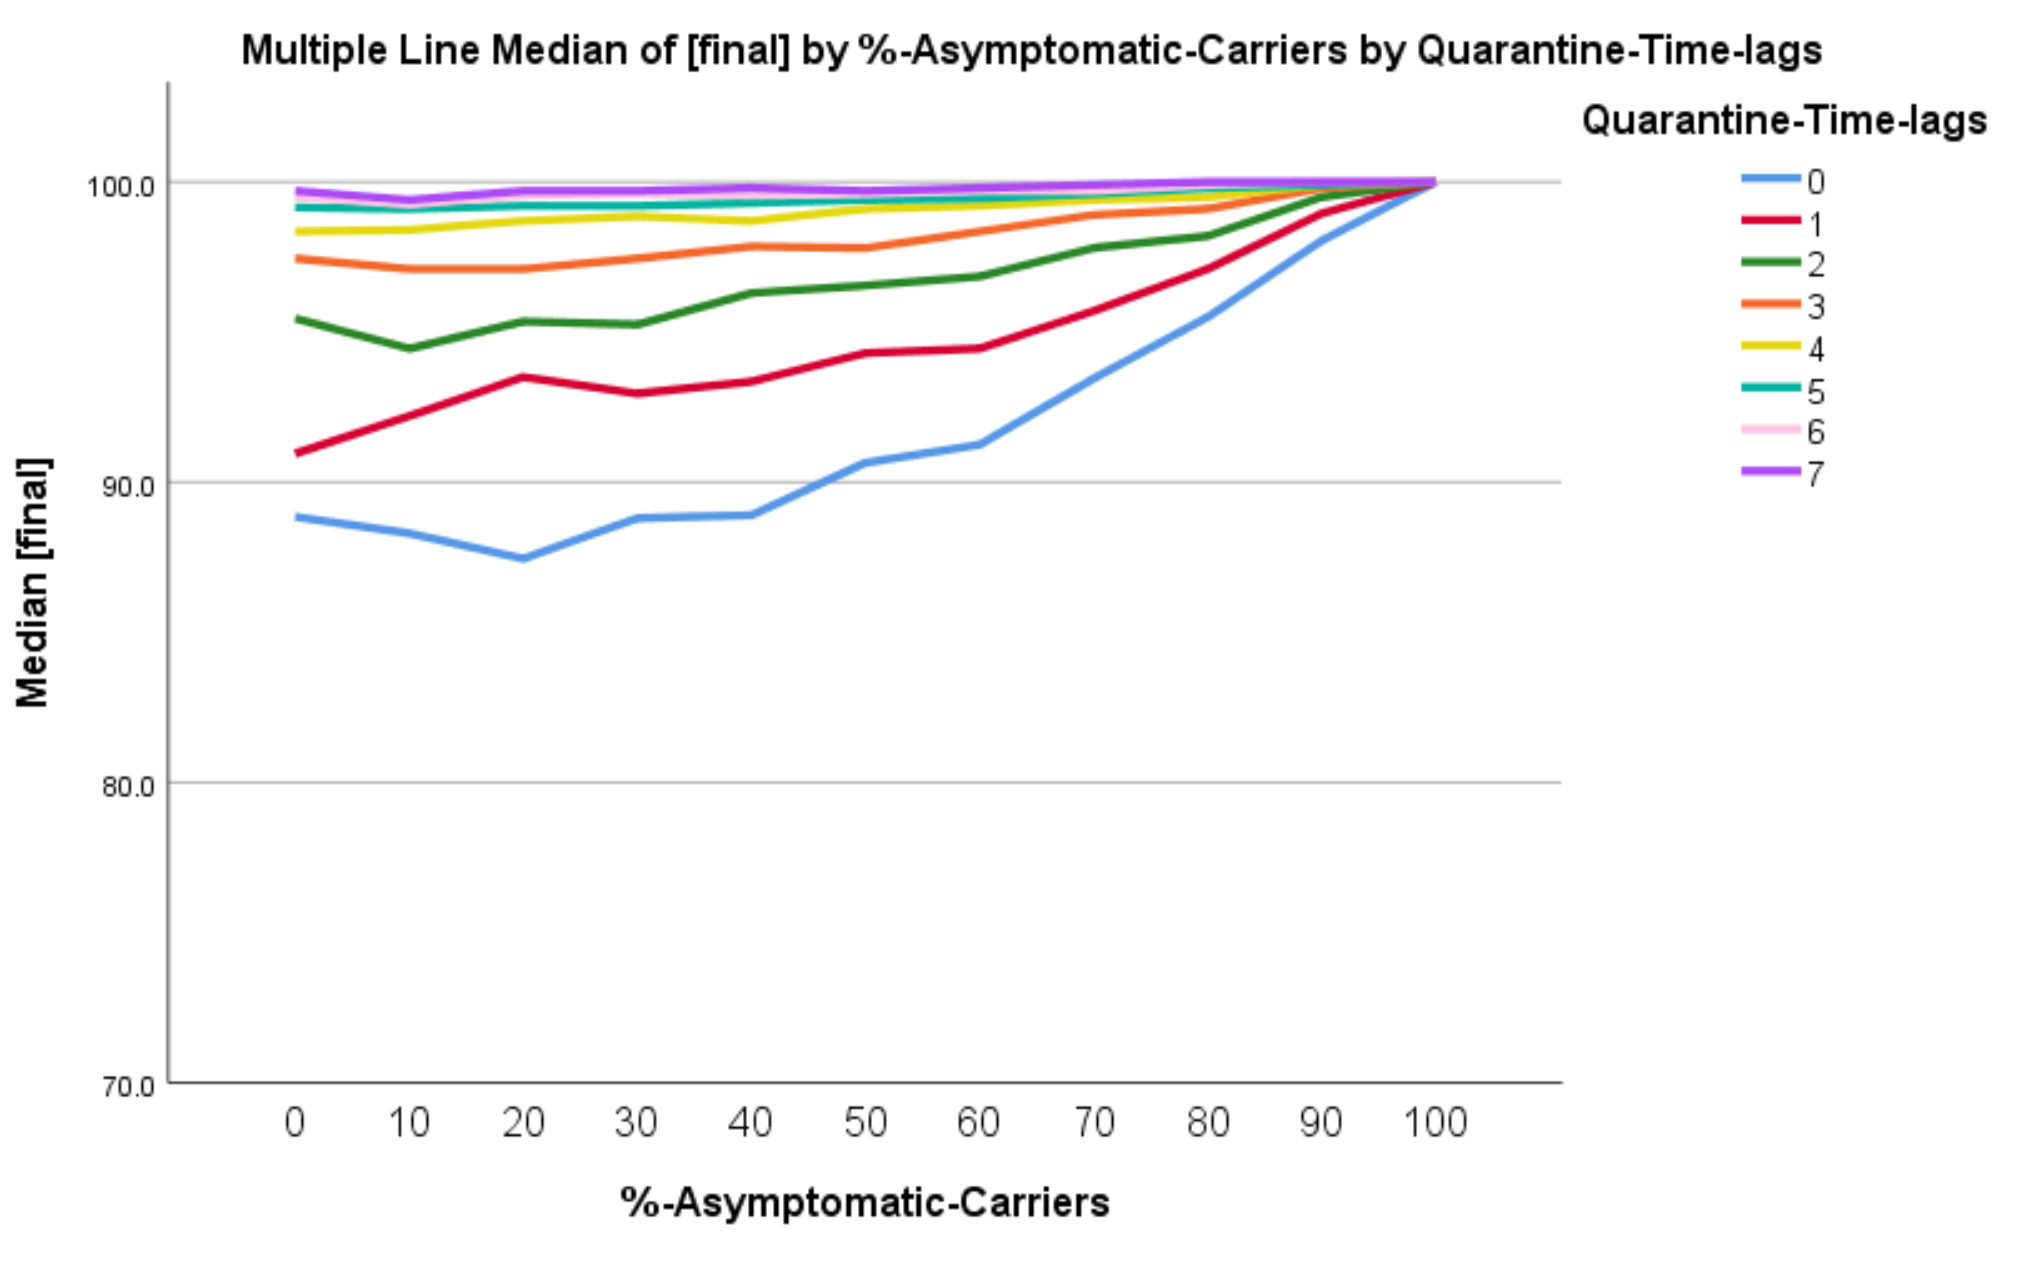 Multiple Line Median of [final] by %-Asymptomatic-Carriers by Quarantine-Time-lags
Quarantine-Time-lags
0
1
2
3
4
5
6
7
Median [final]
100.0
90.0
80.0
70.0
0 10 20 30 40 50 60 70 80 90 100
%-Asymptomatic-Carriers